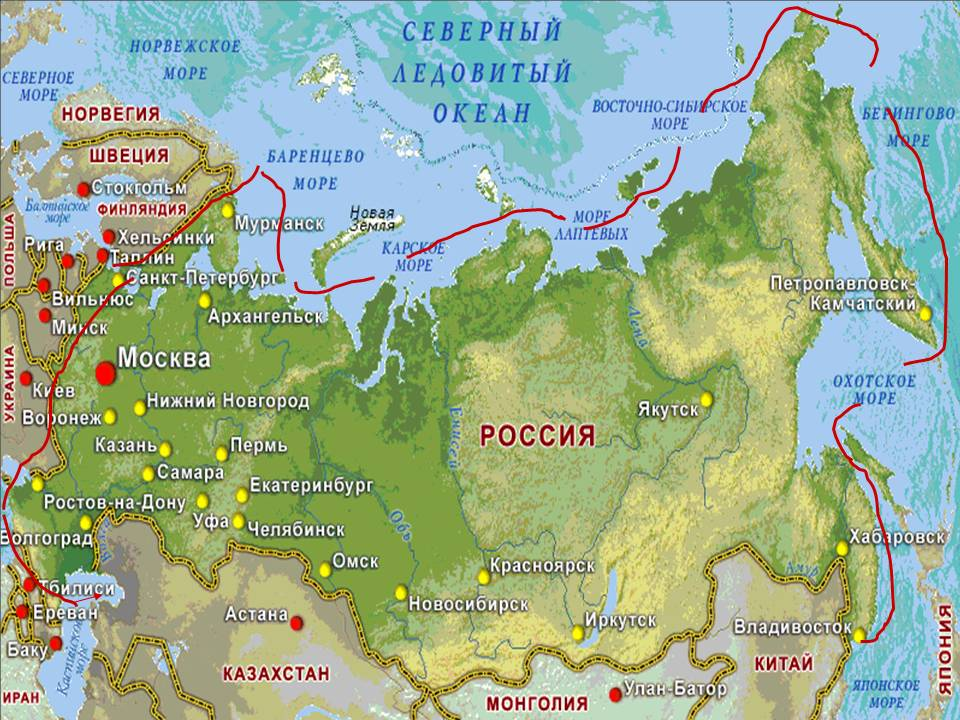 СЕВЕРНЫЙ
ЛЕДОВИТЫЙ
ОКЕАН
НОРВЕЖСКОЕ
МОРЕ
СЕВЕРНОЕ
МОРЕ
НОРВЕГИЯ
ВОСТОЧНО-СИБИРСКОЕ
МОРЕ
БЕРИНГОВО
МОРЕ
ШВЕЦИЯ
БАРЕНЦЕВО
МОРЕ
Стокгольм
Балтийское
море
ФИНЛЯНДИЯ
Мурманск
Новая
Земля
МОРЕ
ЛАПТЕВЫХ
КАРСКОЕ
МОРЕ
ПОЛЬША
Рига
Хельсинки
Таллин
Санкт-Петербург
Вильнюс
Минск
Архангельск
Петропавловск-
Камчатский
Лена
Москва
УКРАИНА
Киев
Нижний Новгород
Воронеж
ОХОТСКОЕ
МОРЕ
Якутск
Енисей
РОССИЯ
Казань
Пермь
Самара
Екатеринбург
Ростов-на-Дону
Уфа
Челябинск
Обь
Волгоград
Волга
Хабаровск
Амур
Омск
Красноярск
Новосибирск
Тбилиси
Ереван
Баку
Каспийское
море
Астана
Иркутск
Владивосток
КАЗАХСТАН
КИТАЙ
ЯПОНИЯ
ИРАН
МОНГОЛИЯ
Улан-Батор
ЯПОНСКОЕ
МОРЕ